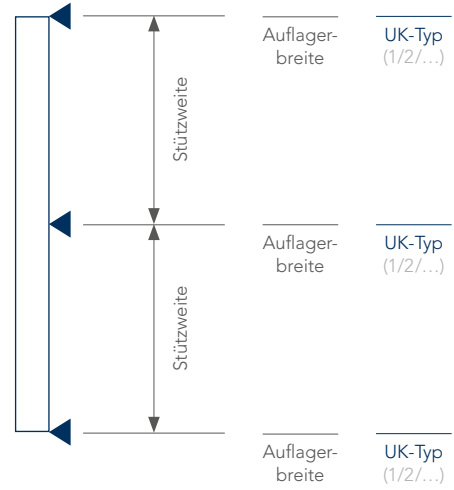 Auflager-
breite
UK-Typ
(1/2/…)
Stützweite
Auflager-
breite
UK-Typ
(1/2/…)
Stützweite
Auflager-
breite
UK-Typ
(1/2/…)